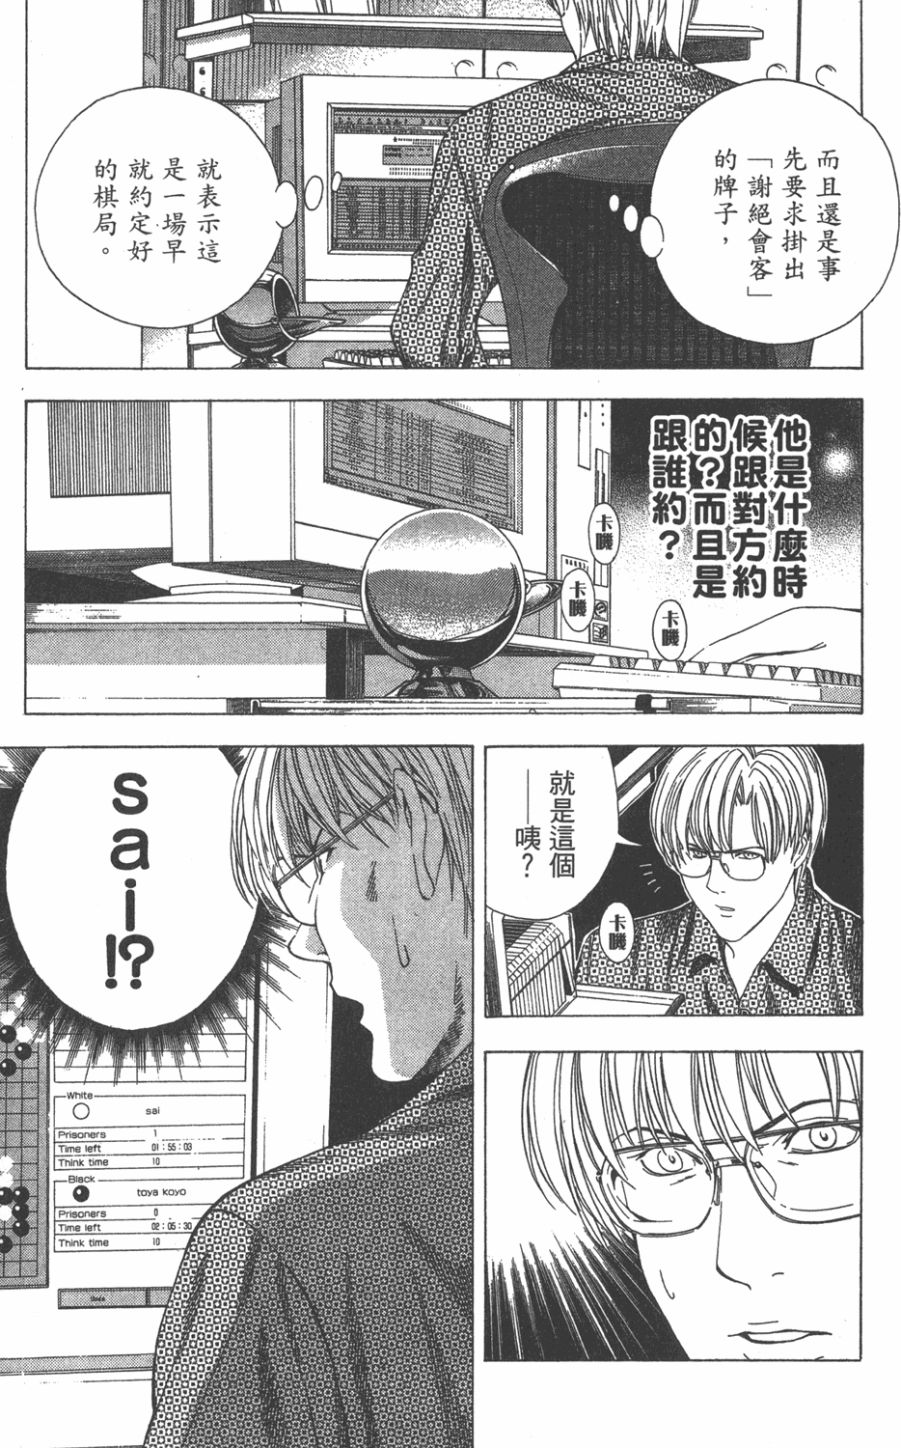 而且還是事
先要求掛出
「謝絕會客」
的牌子，
就表示這
是一場早
就約定好
的棋局。
他是什麼時
候跟對方約
的？而且是
跟誰約？
卡嘰
卡嘰
卡嘰
就是這個
──咦？
卡嘰
sai!?
White
sai
Prisoners 1
Time left 01:55:03
Think time 10
Black
toya koyo
Prisoners 0
Time left 02:05:30
Think time 10